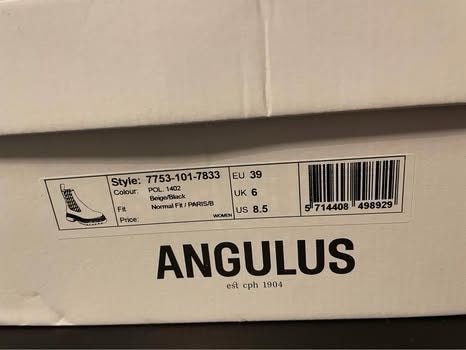 Style: 7753-101-7833
Colour: POL. 1402
Beige/Black
Fit Normal Fit / PARIS/B
Price:
WOMEN
EU 39
UK 6
US 8.5
5 714408 498929
ANGULUS
est cph 1904